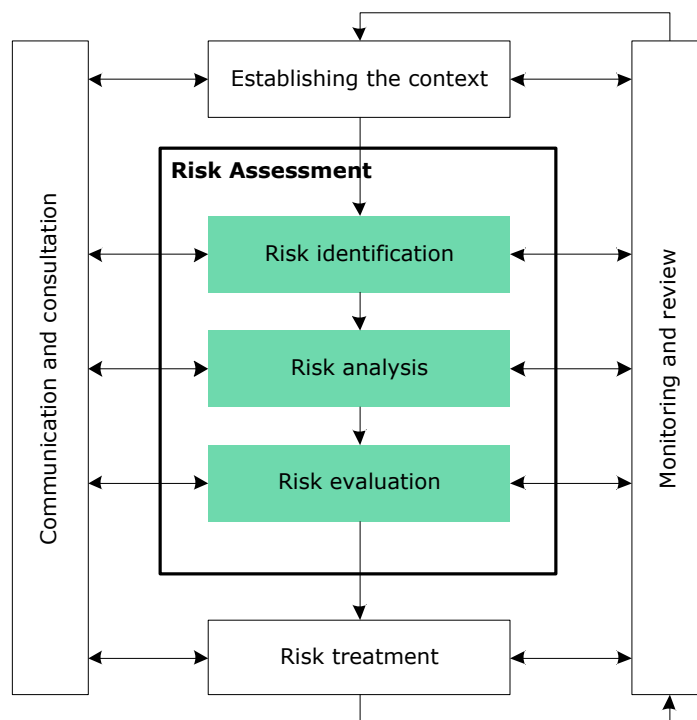 Establishing the context
Risk Assessment
Risk identification
Risk analysis
Risk evaluation
Risk treatment
Communication and consultation
Monitoring and review